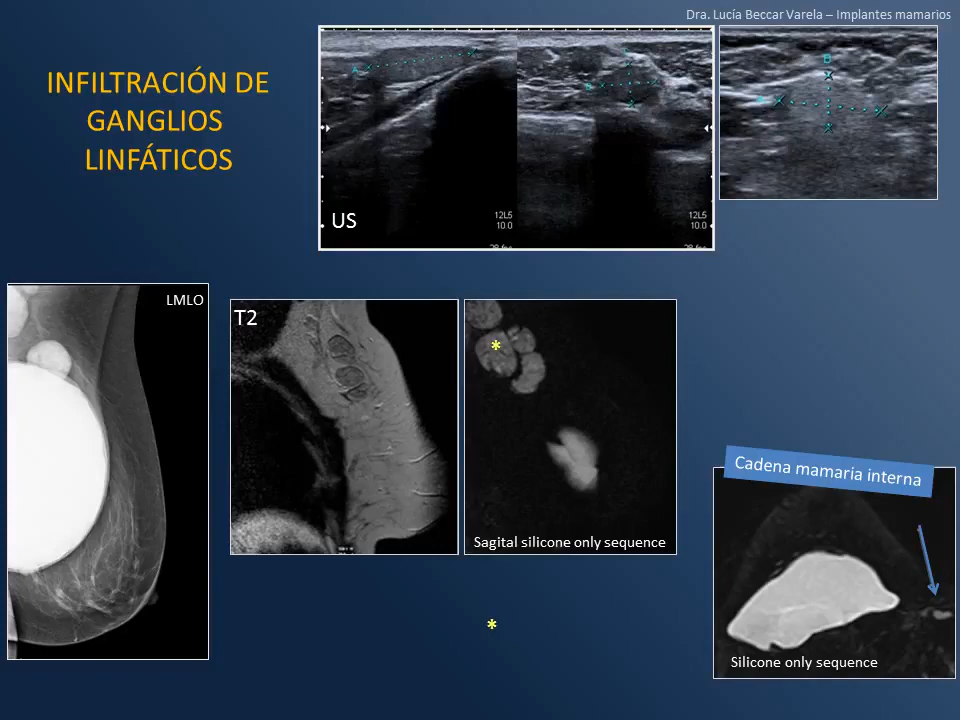 Dra. Lucía Beccar Varela – Implantes mamarios
INFILTRACIÓN DE
GANGLIOS
LINFÁTICOS
US
12L5
10.0
12L5
10.0
LMLO
T2
*
Sagital silicone only sequence
Cadena mamaria interna
Silicone only sequence
*